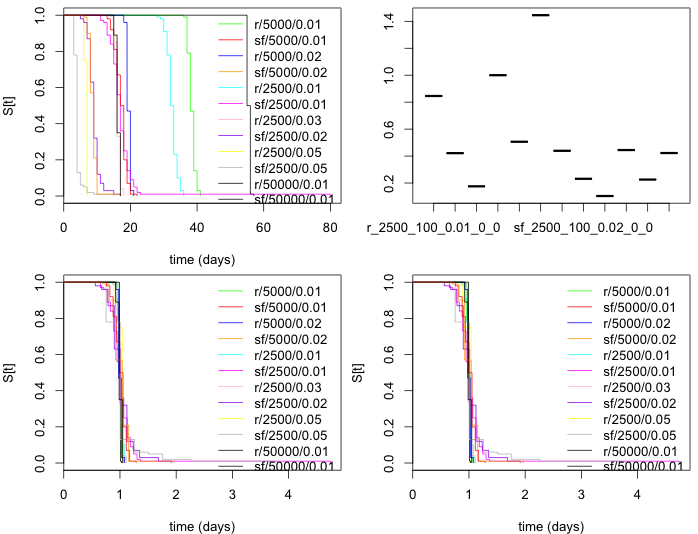 S[t]
1.0
0.8
0.6
0.4
0.2
0.0
r/5000/0.01
sf/5000/0.01
r/5000/0.02
sf/5000/0.02
r/2500/0.01
sf/2500/0.01
r/2500/0.03
sf/2500/0.02
r/2500/0.05
sf/2500/0.05
r/50000/0.01
sf/50000/0.01
0 20 40 60 80
time (days)
1.4
1.0
0.6
0.2
r_2500_100_0.01_0_0 sf_2500_100_0.02_0_0
S[t]
1.0
0.8
0.6
0.4
0.2
0.0
r/5000/0.01
sf/5000/0.01
r/5000/0.02
sf/5000/0.02
r/2500/0.01
sf/2500/0.01
r/2500/0.03
sf/2500/0.02
r/2500/0.05
sf/2500/0.05
r/50000/0.01
sf/50000/0.01
0 1 2 3 4
time (days)
S[t]
1.0
0.8
0.6
0.4
0.2
0.0
r/5000/0.01
sf/5000/0.01
r/5000/0.02
sf/5000/0.02
r/2500/0.01
sf/2500/0.01
r/2500/0.03
sf/2500/0.02
r/2500/0.05
sf/2500/0.05
r/50000/0.01
sf/50000/0.01
0 1 2 3 4
time (days)